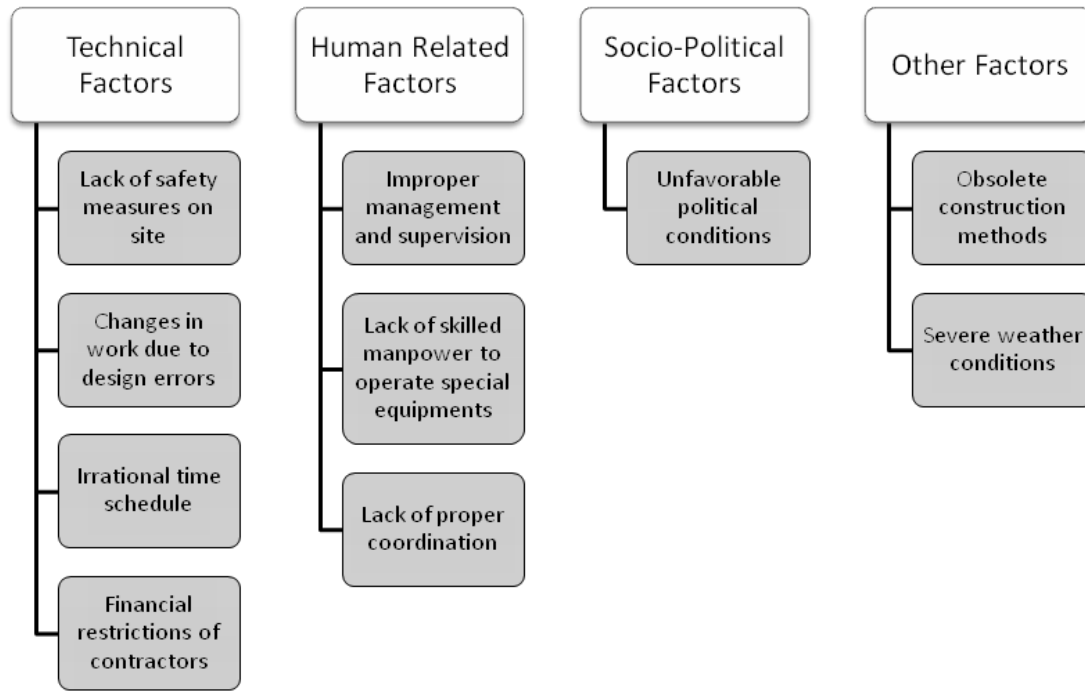 Technical
Factors
Lack of safety
measures on
site
Changes in
work due to
design errors
Irrational time
schedule
Financial
restrictions of
contractors
Human Related
Factors
Improper
management
and supervision
Lack of skilled
manpower to
operate special
equipments
Lack of proper
coordination
Socio-Political
Factors
Unfavorable
political
conditions
Other Factors
Obsolete
construction
methods
Severe weather
conditions